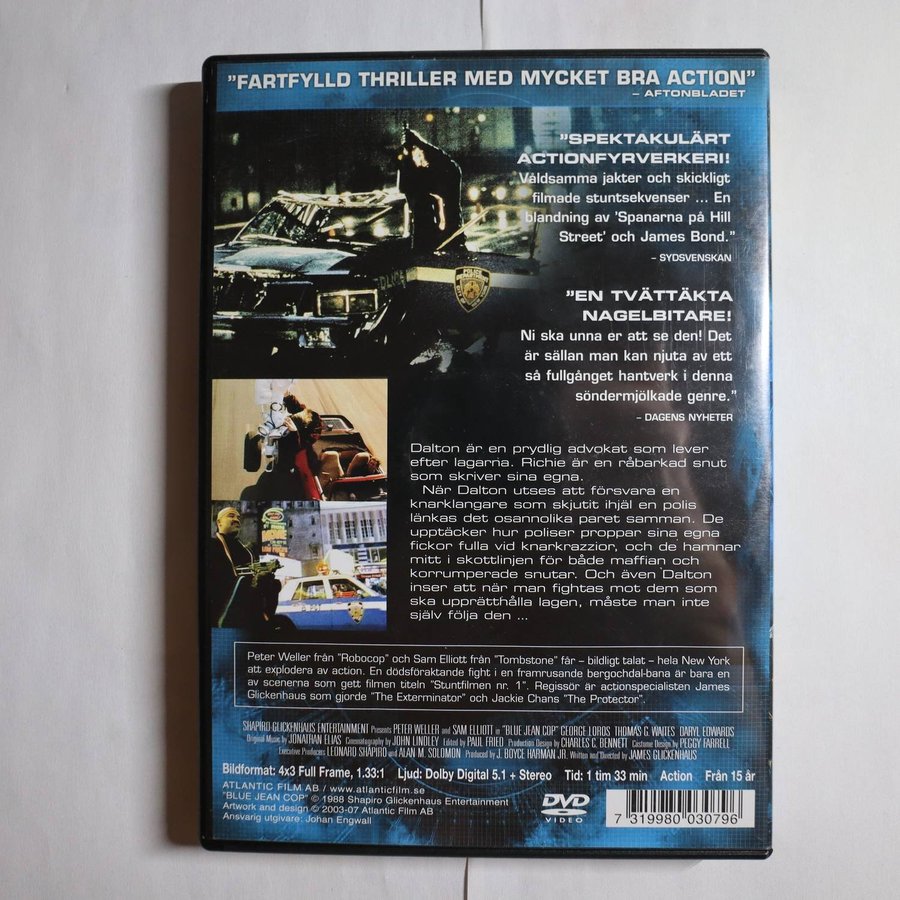 "FARTFYLLD THRILLER MED MYCKET BRA ACTION"
– AFTONBLADET
"SPEKTAKULÄRT
ACTIONFYRVERKERI!
Våldsamma jakter och skickligt
filmade stuntsekvenser ... En
blandning av 'Spanarna på Hill
Street' och James Bond."
– SYDSVENSKAN
"EN TVÄTTÄKTA
NAGELBITARE!
Ni ska unna er att se den! Det
är sällan man kan njuta av ett
så fullgånget hantverk i denna
söndermjölkade genre."
– DAGENS NYHETER
POLICE
POLICE
Dalton är en prydlig advokat som lever
efter lagarna. Richie är en råbarkad snut
som skriver sina egna.
När Dalton utses att försvara en
knarklangare som skjutit ihjäl en polis
länkas det osannolika paret samman. De
upptäcker hur poliser proppar sina egna
fickor fulla vid knarkrazzior, och de hamnar
mitt i skottlinjen för både maffian och
korrumperade snutar. Och även Dalton
inser att när man fightas mot dem som
ska upprätthålla lagen, måste man inte
själv följa den ...
Peter Weller från "Robocop" och Sam Elliott från "Tombstone" får – bildligt talat – hela New York
att explodera av action. En dödsföraktande fight i en framrusande bergochdal-bana är bara en
av scenerna som gett filmen titeln "Stuntfilmen nr. 1". Regissör är actionspecialisten James
Glickenhaus som gjorde "The Exterminator" och Jackie Chans "The Protector".
SHAPIRO GLICKENHAUS ENTERTAINMENT Presents PETER WELLER and SAM ELLIOTT in "BLUE JEAN COP" GEORGE LOROS THOMAS G. WAITES DARYL EDWARDS
Original Music by JONATHAN ELIAS Cinematography by JOHN LINDLEY Edited by PAUL FRIED Production Design by CHARLES C. BENNETT Costume Design by PEGGY FARRELL
Executive Producers LEONARD SHAPIRO and ALAN M. SOLOMON Produced by J. BOYCE HARMAN JR. Written and Directed by JAMES GLICKENHAUS
Bildformat: 4x3 Full Frame, 1.33:1 Ljud: Dolby Digital 5.1 + Stereo Tid: 1 tim 33 min Action Från 15 år
ATLANTIC FILM AB / www.atlanticfilm.se
"BLUE JEAN COP" © 1988 Shapiro Glickenhaus Entertainment
Artwork and design © 2003-07 Atlantic Film AB
Ansvarig utgivare: Johan Engwall
DVD
VIDEO
7 319980 030796